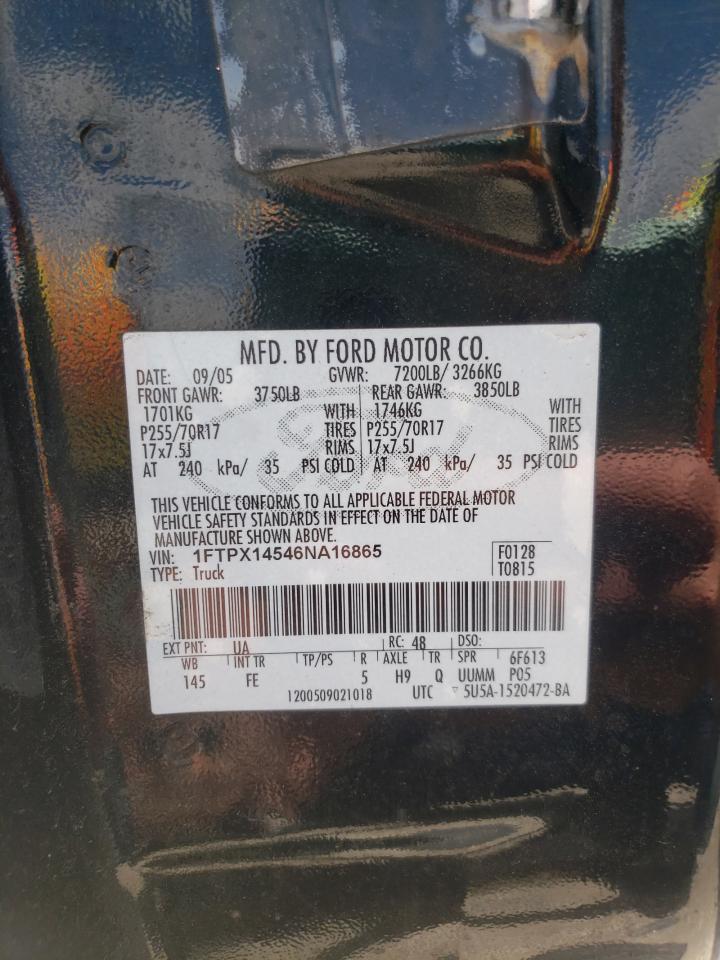 MFD. BY FORD MOTOR CO.
DATE: 09/05 GVWR: 7200LB/ 3266KG
FRONT GAWR: 3750LB REAR GAWR: 3850LB
1701KG WITH 1746KG WITH
P255/70R17 TIRES P255/70R17 TIRES
17x7.5J RIMS 17x7.5J RIMS
AT 240 kPa/ 35 PSI COLD AT 240 kPa/ 35 PSI COLD
Ford
THIS VEHICLE CONFORMS TO ALL APPLICABLE FEDERAL MOTOR
VEHICLE SAFETY STANDARDS IN EFFECT ON THE DATE OF
MANUFACTURE SHOWN ABOVE.
VIN: 1FTPX14546NA16865 F0128
TYPE: Truck T0815
EXT PNT: UA RC: 48 DSO:
WB INT TR TP/PS R AXLE TR SPR 6F613
145 FE 5 H9 Q UUMM P05
1200509021018 UTC ▽ 5U5A-1520472-BA